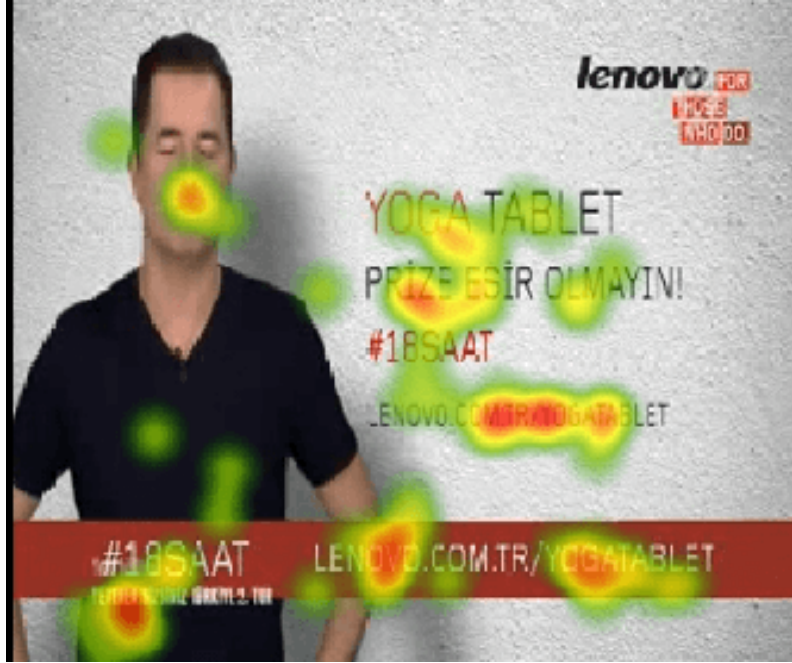 lenovo FOR
THOSE
WHO DO.
YOGA TABLET
PRİZE ESİR OLMAYIN!
#18SAAT
LENOVO.COM.TR/YOGATABLET
#18SAAT LENOVO.COM.TR/YOGATABLET